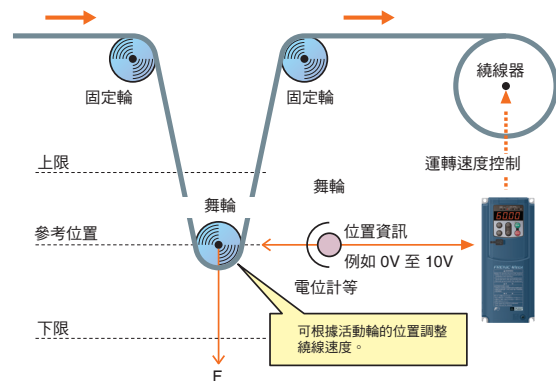 固定輪
固定輪
繞線器
上限
運轉速度控制
舞輪
舞輪
參考位置
位置資訊
例如 0V 至 10V
電位計等
60.00
可根據活動輪的位置調整
繞線速度。
下限
F